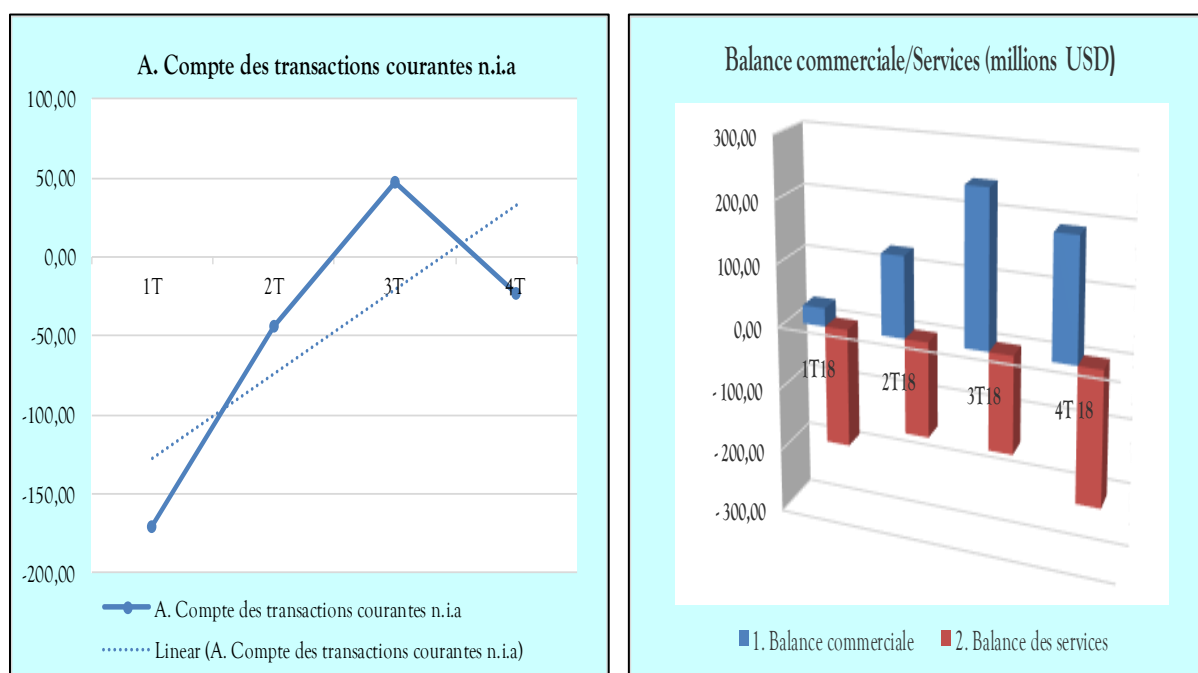 A. Compte des transactions courantes n.i.a
100,00
50,00
0,00
-50,00
-100,00
-150,00
-200,00
1T
2T
3T
4T
A. Compte des transactions courantes n.i.a
Linear (A. Compte des transactions courantes n.i.a)
Balance commerciale/Services (millions USD)
300,00
200,00
100,00
0,00
- 100,00
- 200,00
- 300,00
1T18
2T18
3T18
4T 18
1. Balance commerciale
2. Balance des services